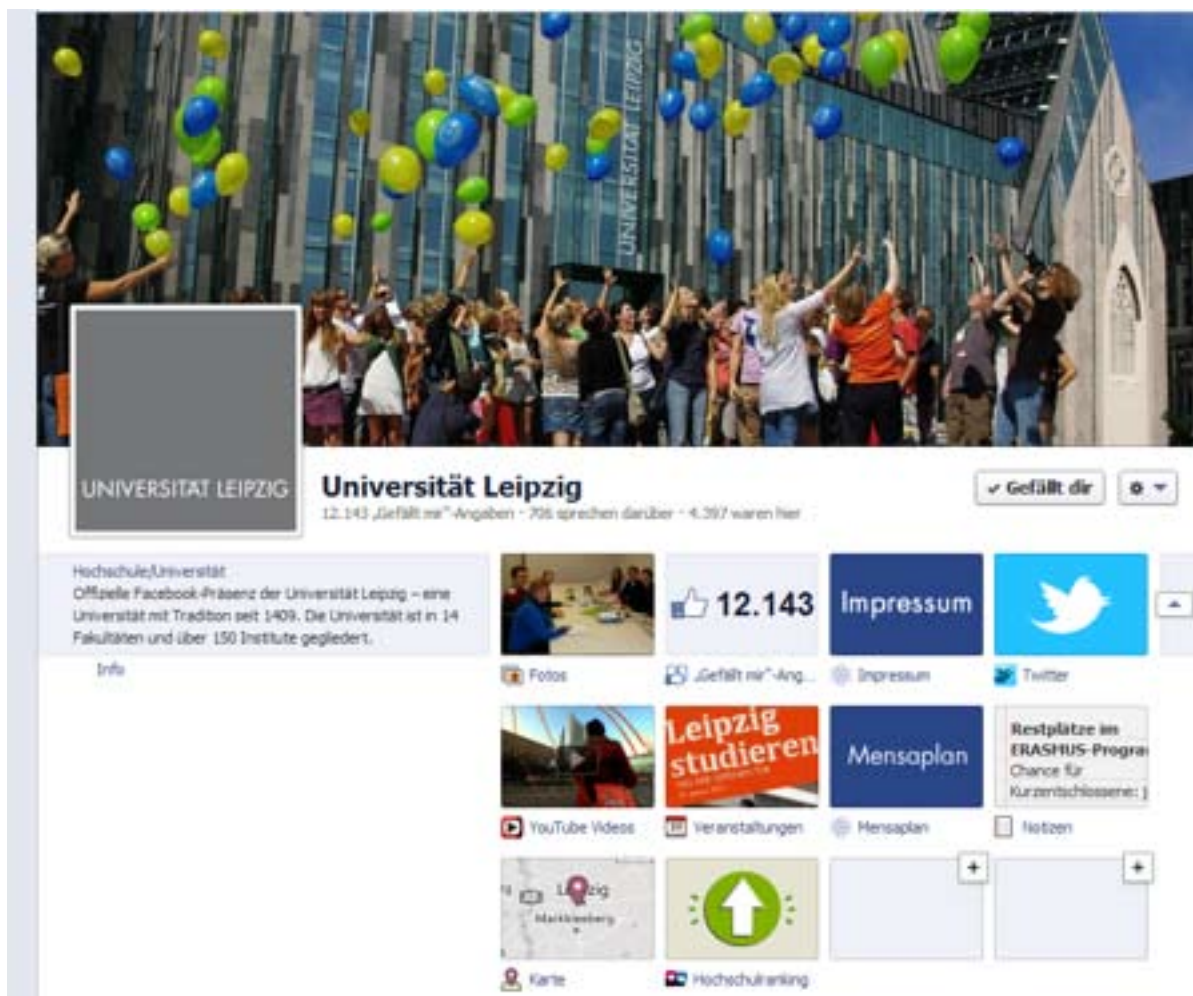 UNIVERSITÄT LEIPZIG
UNIVERSITÄT LEIPZIG
Universität Leipzig
12.143 „Gefällt mir“-Angaben · 706 sprechen darüber · 4.397 waren hier
✓ Gefällt dir
Hochschule/Universität
Offizielle Facebook-Präsenz der Universität Leipzig – eine
Universität mit Tradition seit 1409. Die Universität ist in 14
Fakultäten und über 150 Institute gegliedert.
Info
12.143
Impressum
Fotos
„Gefällt mir“-Ang...
Impressum
Twitter
Leipzig
studieren
Mensaplan
Restplätze im
ERASMUS-Progra
Chance für
Kurzentschlossene: j
YouTube Videos
Veranstaltungen
Mensaplan
Notizen
Markkleeberg
Karte
Hochschulranking